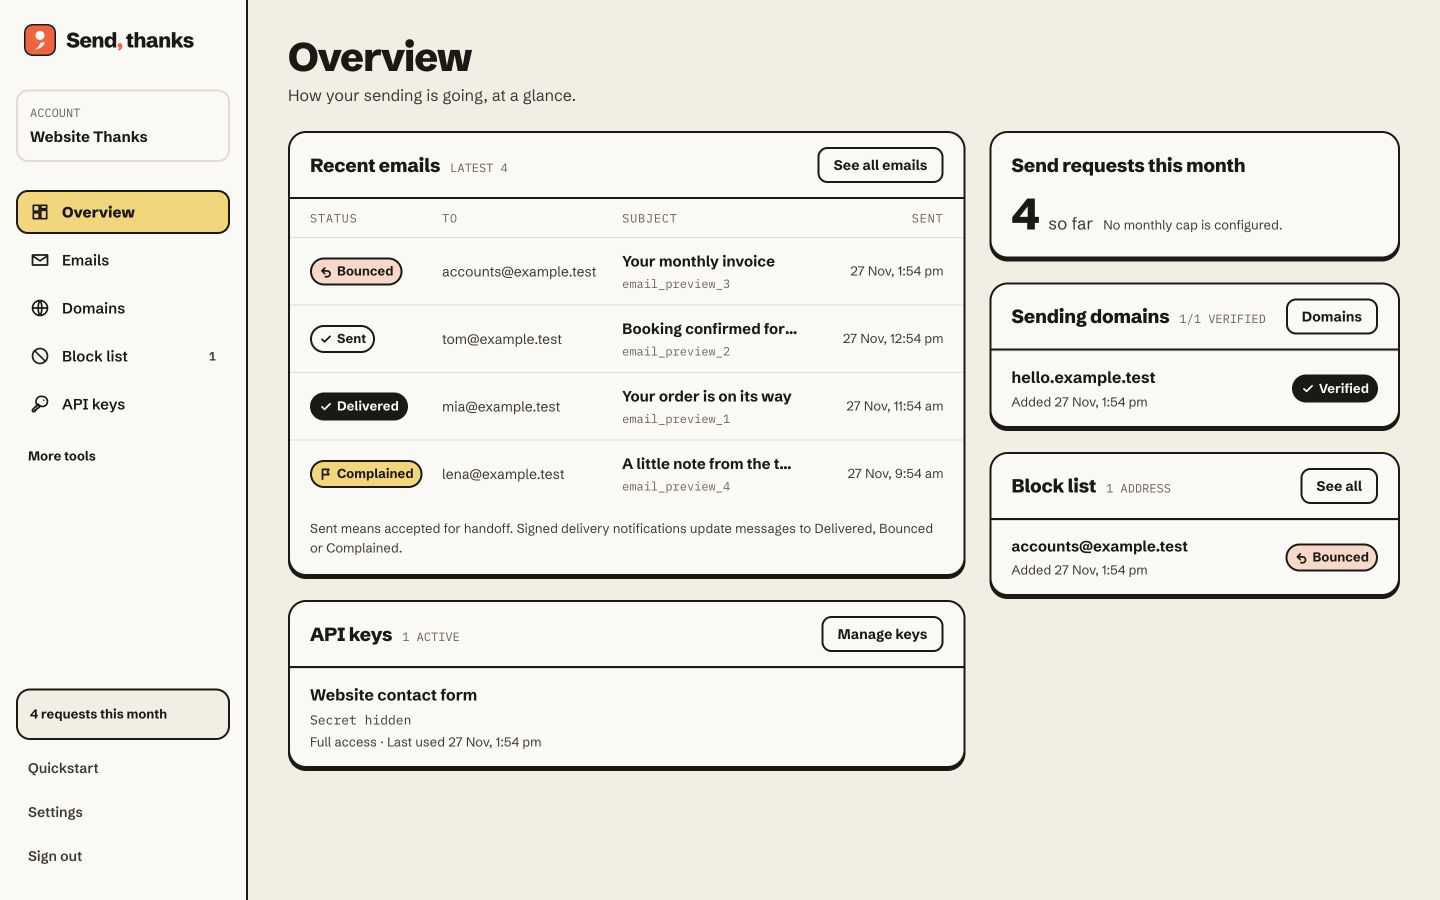 Send, thanks
ACCOUNT
Website Thanks
Overview
Emails
Domains
Block list 1
API keys
More tools
4 requests this month
Quickstart
Settings
Sign out
Overview
How your sending is going, at a glance.
Recent emails LATEST 4 See all emails
STATUS TO SUBJECT SENT
Bounced accounts@example.test Your monthly invoice 27 Nov, 1:54 pm
email_preview_3
Sent tom@example.test Booking confirmed for... 27 Nov, 12:54 pm
email_preview_2
Delivered mia@example.test Your order is on its way 27 Nov, 11:54 am
email_preview_1
Complained lena@example.test A little note from the t... 27 Nov, 9:54 am
email_preview_4
Sent means accepted for handoff. Signed delivery notifications update messages to Delivered, Bounced
or Complained.
API keys 1 ACTIVE Manage keys
Website contact form
Secret hidden
Full access · Last used 27 Nov, 1:54 pm
Send requests this month
4 so far No monthly cap is configured.
Sending domains 1/1 VERIFIED Domains
hello.example.test
Added 27 Nov, 1:54 pm
Verified
Block list 1 ADDRESS See all
accounts@example.test
Added 27 Nov, 1:54 pm
Bounced